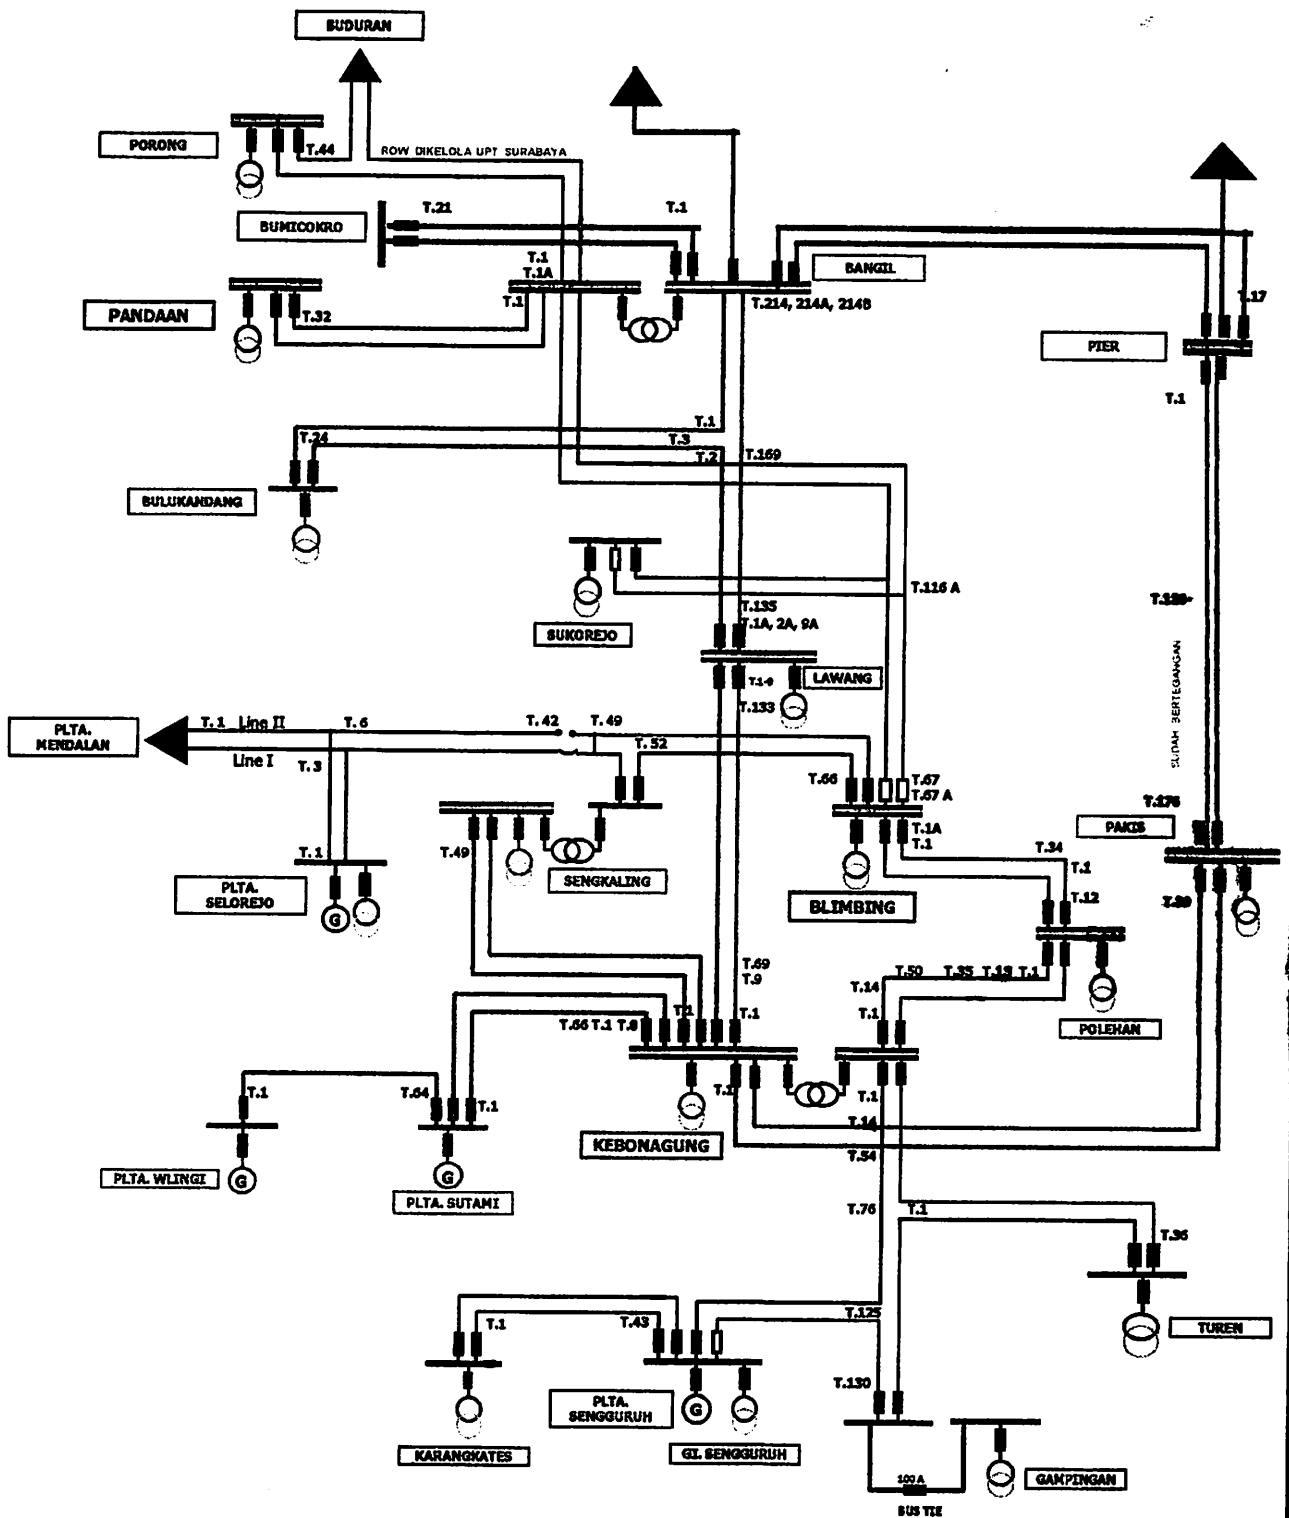 BUDURAN
PORONG
T.44
ROW DIKELOLA UPT SURABAYA
BUMICOKRO
T.21
T.1
BANGIL
T.1
T.1A
T.1
T.214, 214A, 214B
PANDAAN
T.32
T.17
PIER
T.1
T.1
T.24
T.3
T.2
T.169
BULUKANDANG
T.116 A
T.135
T.1A, 2A, 9A
SUKOREJO
LAWANG
T.1-9
T.133
SUDAH BERTEGANGAN
PLTA.
MENDALAN
T. 1
Line II
T. 6
T. 42
T. 49
Line I
T. 3
T. 52
T.66
T.67
T.67 A
T.176
PAKIS
T.1A
T.1
T.49
T.34
T.1
T. 1
SENGKALING
PLTA.
SELOREJO
G
BLIMBING
T.12
T.69
T.9
T.50
T.35
T.13
T.1
T.14
T.1
T.1
T.1
T.66
T.1
T.8
POLEHAN
T.1
T.64
T.1
T.1
T.1
T.14
KEBONAGUNG
T.54
PLTA. WLINGI
G
G
PLTA. SUTAMI
T.76
T.1
T.36
T.1
T.43
T.125
TUREN
T.130
PLTA.
SENGGURUH
G
KARANGKATES
GI. SENGGURUH
100 A
GAMPINGAN
BUS TIE